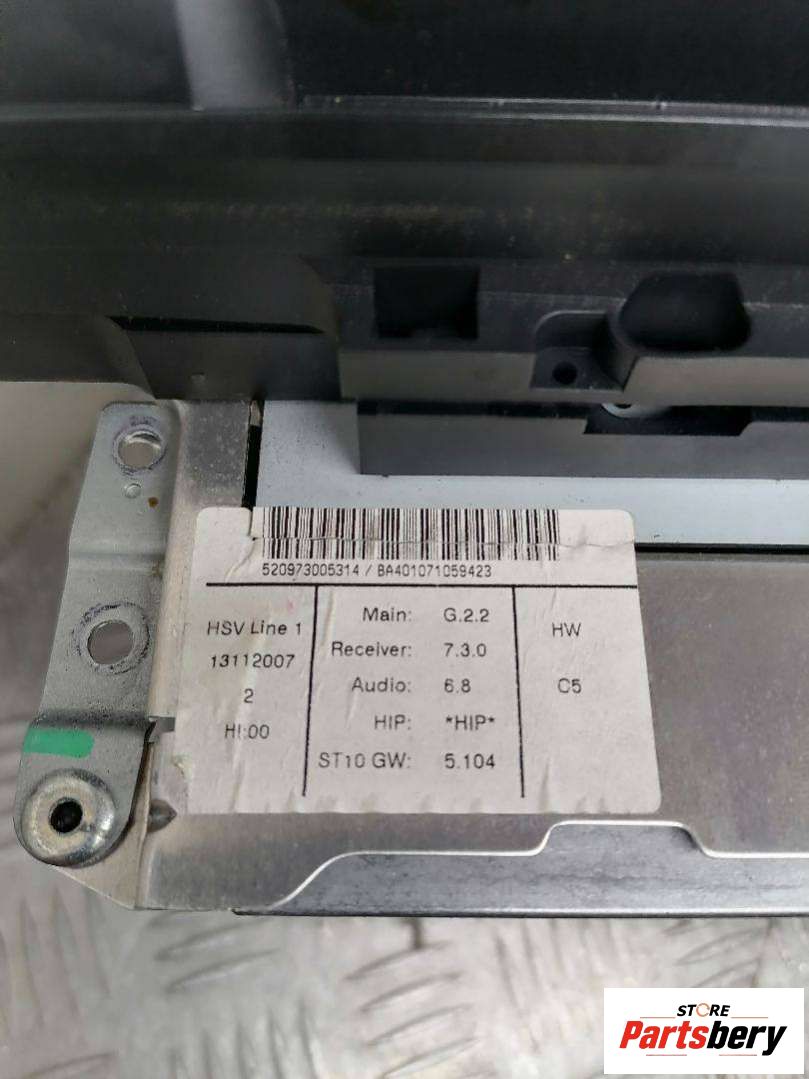 520973005314 / BA401071059423
HSV Line 1
13112007
2
HI:00
Main: G.2.2
Receiver: 7.3.0
Audio: 6.8
HIP: *HIP*
ST10 GW: 5.104
HW
C5
STORE
Partsbery